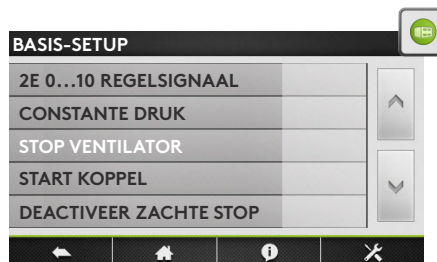 BASIS-SETUP
2E 0...10 REGELSIGNAAL
CONSTANTE DRUK
STOP VENTILATOR
START KOPPEL
DEACTIVEER ZACHTE STOP